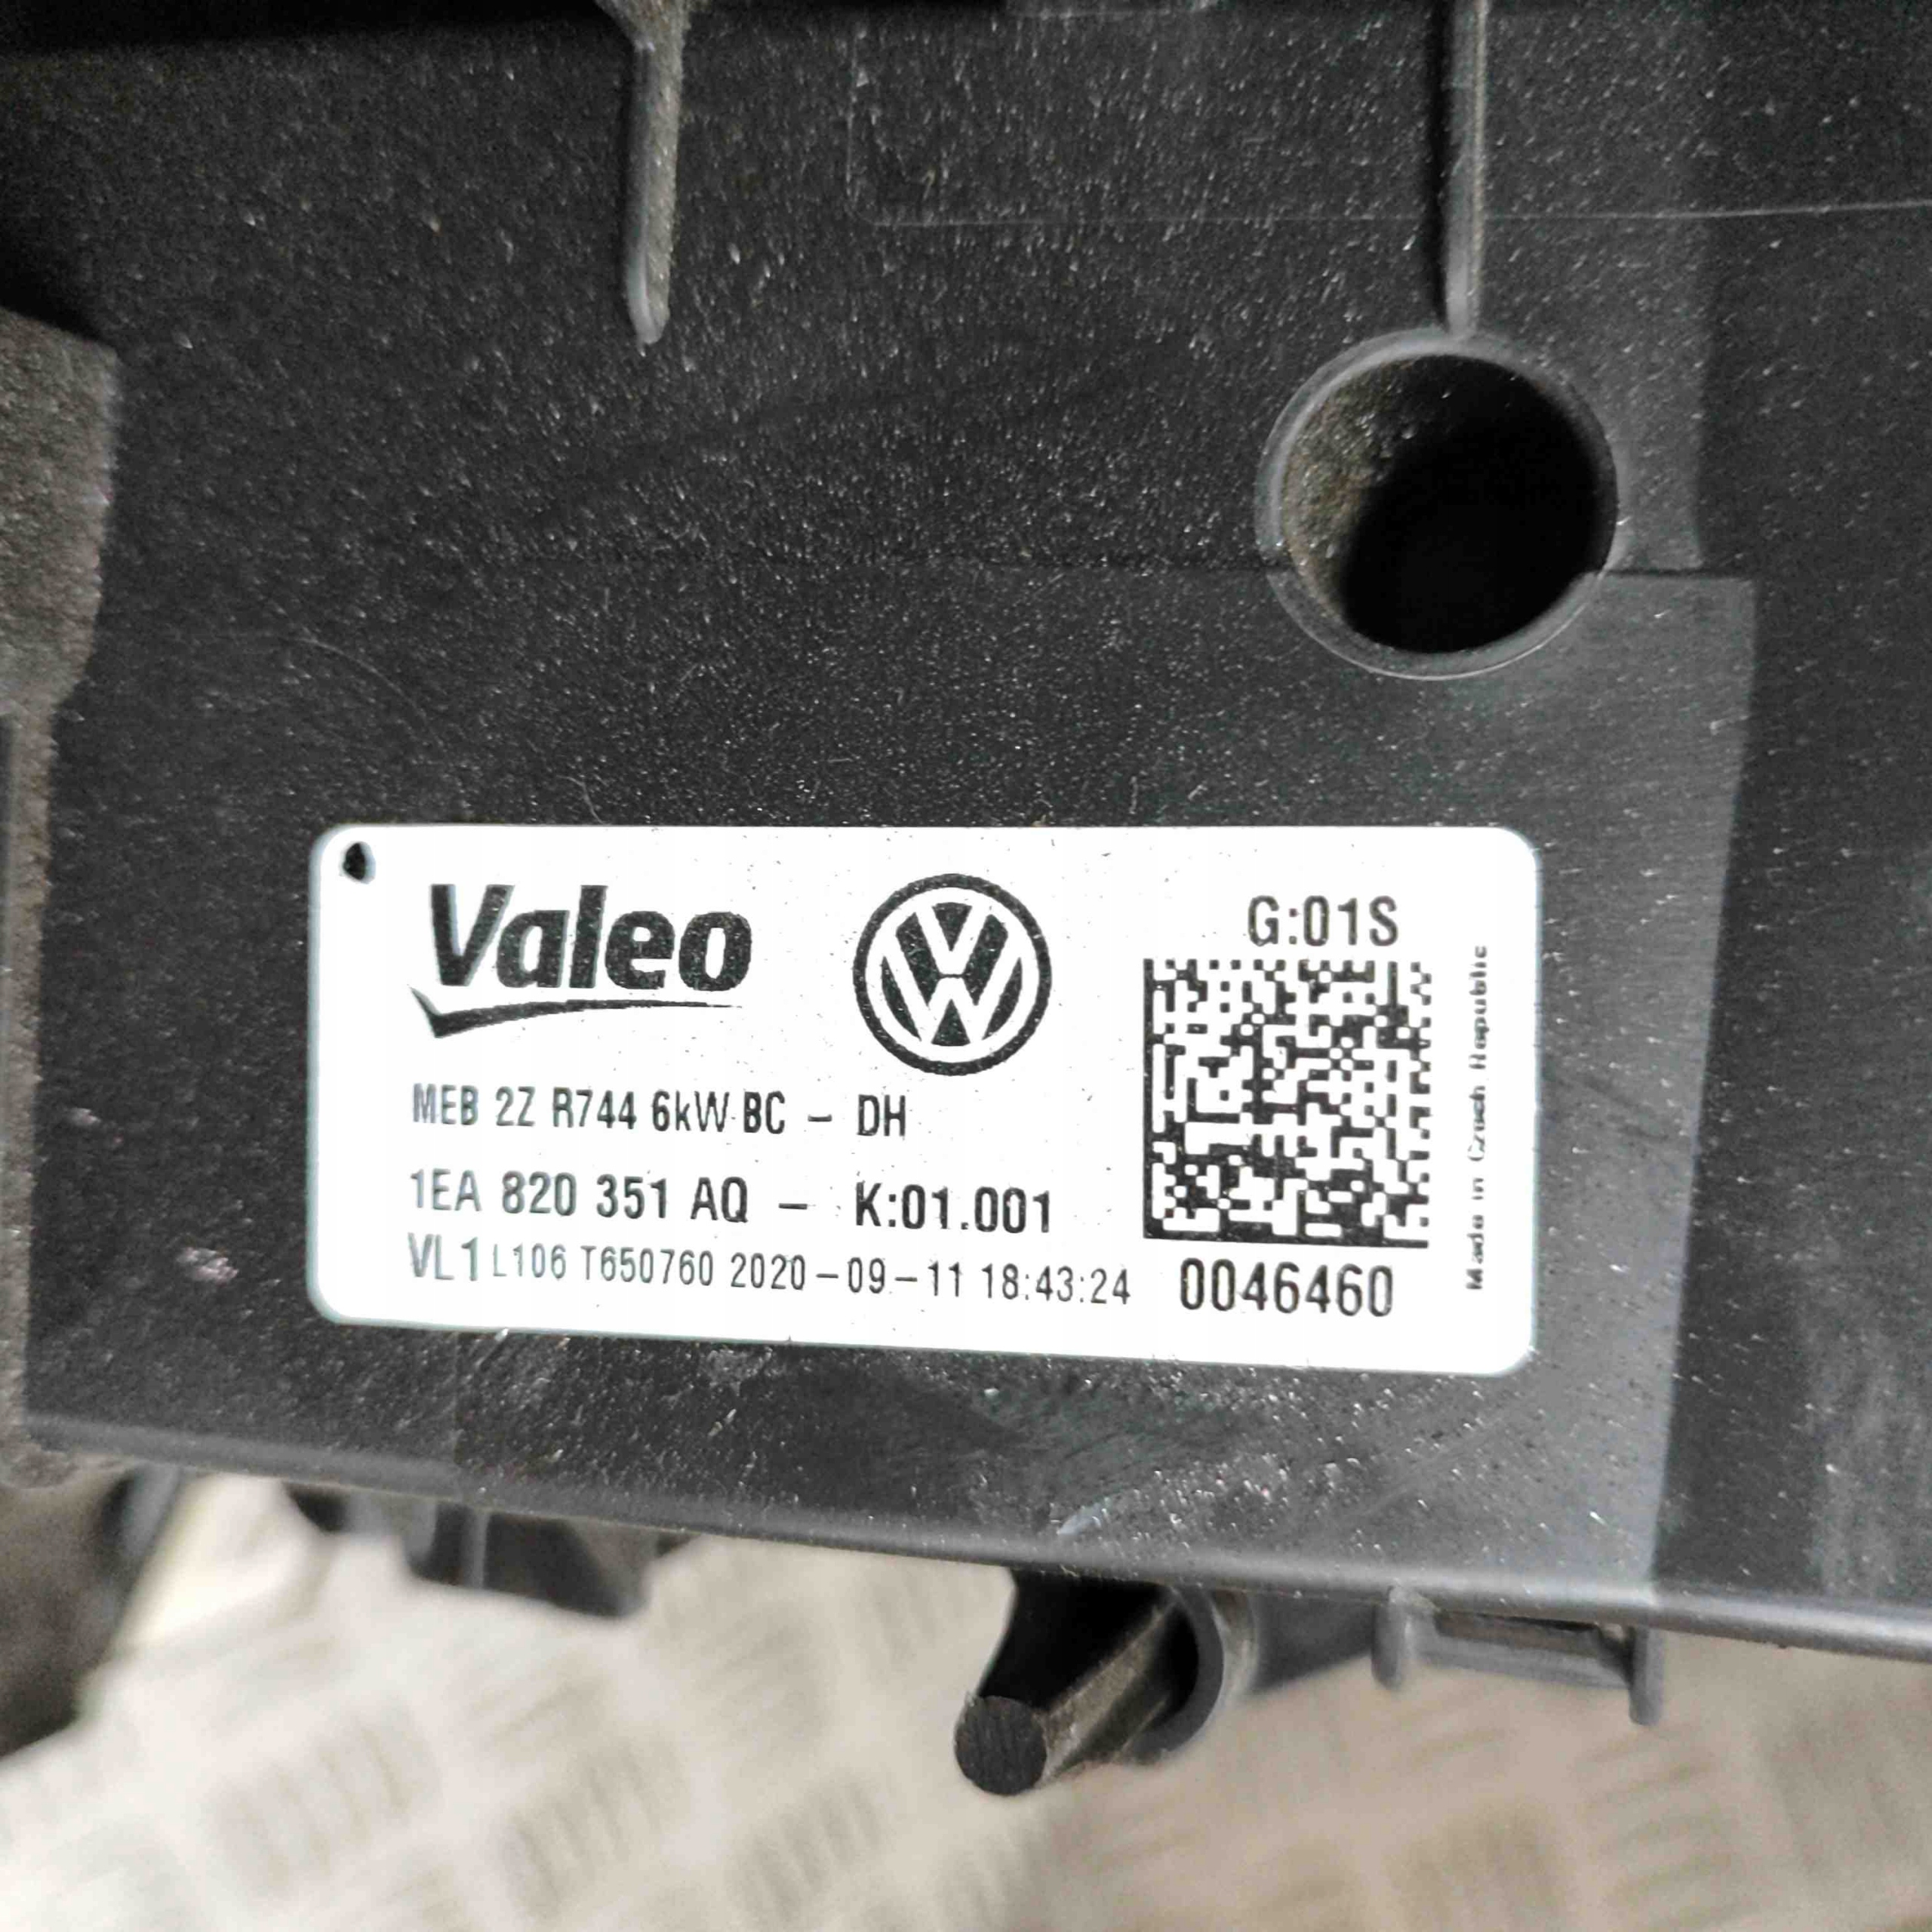 Valeo
G:01S
MEB 2Z R744 6kW BC – DH
1EA 820 351 AQ – K:01.001
VL1 L106 T650760 2020–09–11 18:43:24 0046460
Made in Czech Republic